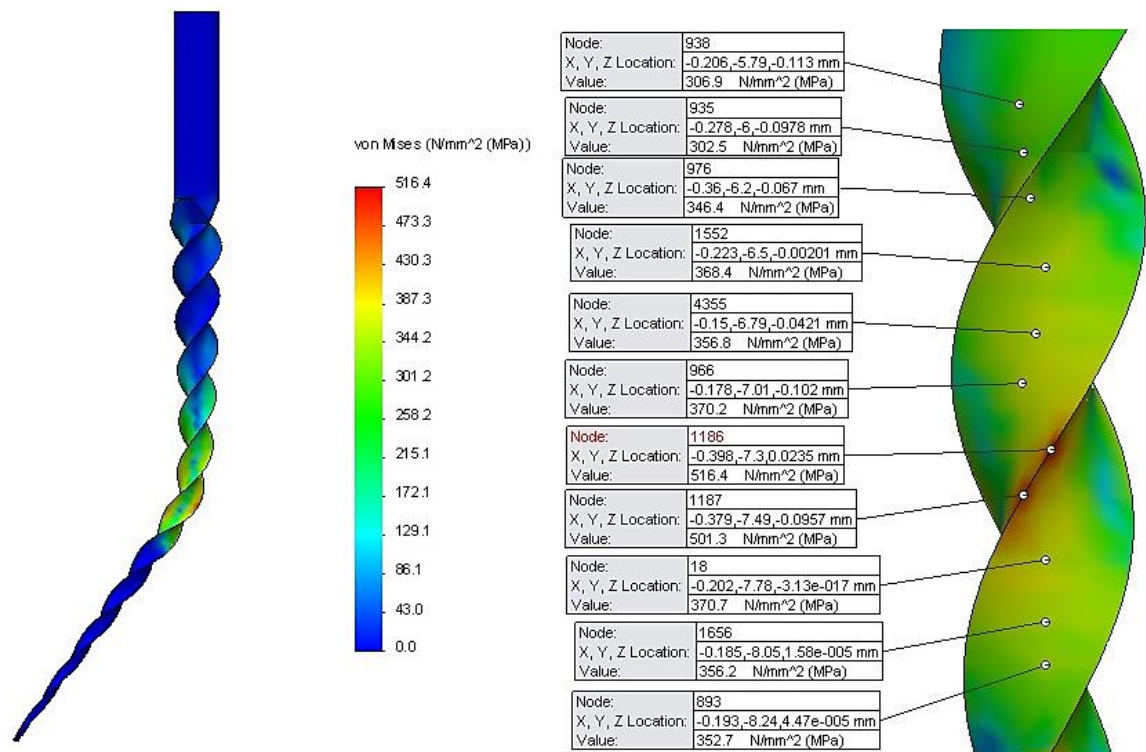 von Mises (N/mm^2 (MPa))
516.4
473.3
430.3
387.3
344.2
301.2
258.2
215.1
172.1
129.1
86.1
43.0
0.0
Node: 938
X, Y, Z Location: -0.206,-5.79,-0.113 mm
Value: 306.9 N/mm^2 (MPa)
Node: 935
X, Y, Z Location: -0.278,-6,-0.0978 mm
Value: 302.5 N/mm^2 (MPa)
Node: 976
X, Y, Z Location: -0.36,-6.2,-0.067 mm
Value: 346.4 N/mm^2 (MPa)
Node: 1552
X, Y, Z Location: -0.223,-6.5,-0.00201 mm
Value: 368.4 N/mm^2 (MPa)
Node: 4355
X, Y, Z Location: -0.15,-6.79,-0.0421 mm
Value: 356.8 N/mm^2 (MPa)
Node: 966
X, Y, Z Location: -0.178,-7.01,-0.102 mm
Value: 370.2 N/mm^2 (MPa)
Node: 1186
X, Y, Z Location: -0.398,-7.3,0.0235 mm
Value: 516.4 N/mm^2 (MPa)
Node: 1187
X, Y, Z Location: -0.379,-7.49,-0.0957 mm
Value: 501.3 N/mm^2 (MPa)
Node: 18
X, Y, Z Location: -0.202,-7.78,-3.13e-017 mm
Value: 370.7 N/mm^2 (MPa)
Node: 1656
X, Y, Z Location: -0.185,-8.05,1.58e-005 mm
Value: 356.2 N/mm^2 (MPa)
Node: 893
X, Y, Z Location: -0.193,-8.24,4.47e-005 mm
Value: 352.7 N/mm^2 (MPa)